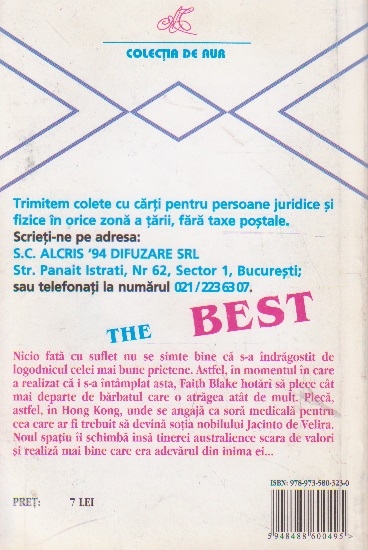 COLECȚIA DE AUR
Trimitem colete cu cărți pentru persoane juridice și
fizice în orice zonă a țării, fără taxe poștale.
Scrieți-ne pe adresa:
S.C. ALCRIS '94 DIFUZARE SRL
Str. Panait Istrati, Nr 62, Sector 1, București;
sau telefonați la numărul 021/223 63 07.
THE BEST
Nicio fată cu suflet nu se simte bine că s-a îndrăgostit de
logodnicul celei mai bune prietene. Astfel, în momentul în care
a realizat că i s-a întâmplat asta, Faith Blake hotărî să plece cât
mai departe de bărbatul care o atrăgea atât de mult. Plecă,
astfel, în Hong Kong, unde se angajă ca soră medicală pentru
cea care ar fi trebuit să devină soția nobilului Jacinto de Velira.
Noul spațiu îi schimbă însă tinerei australience scara de valori
și realiză mai bine care era adevărul din inima ei...
ISBN: 978-973-580-323-0
PREȚ: 7 LEI
5948488600495